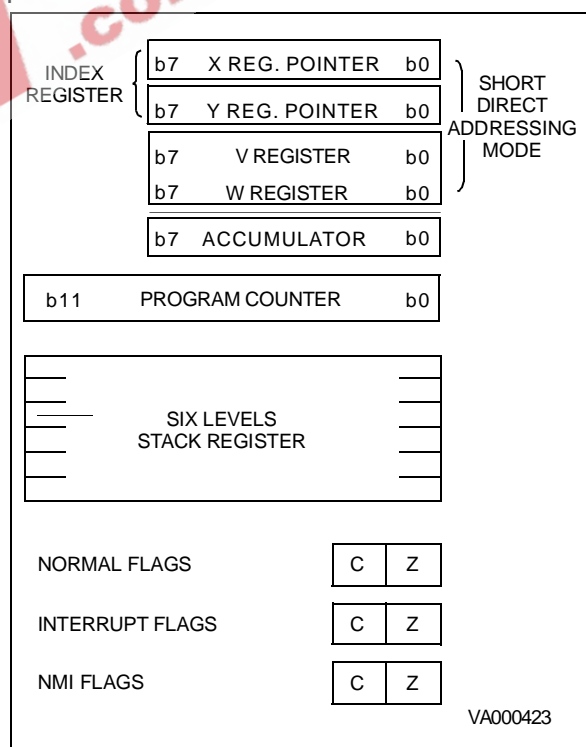 .co
INDEX
REGISTER
b7 X REG. POINTER b0
b7 Y REG. POINTER b0
b7 V REGISTER b0
b7 W REGISTER b0
SHORT
DIRECT
ADDRESSING
MODE
b7 ACCUMULATOR b0
b11 PROGRAM COUNTER b0
SIX LEVELS
STACK REGISTER
NORMAL FLAGS C Z
INTERRUPT FLAGS C Z
NMI FLAGS C Z
VA000423